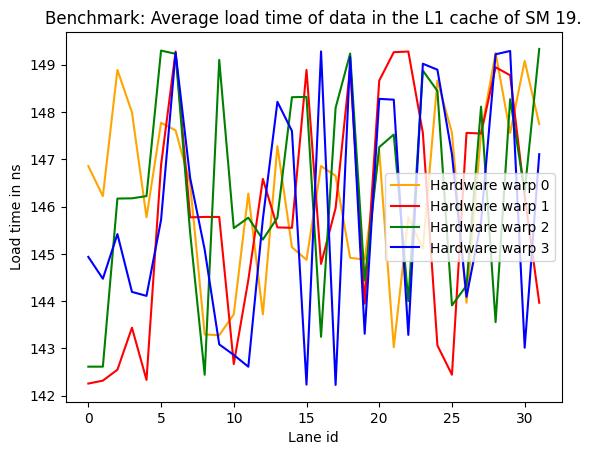 Benchmark: Average load time of data in the L1 cache of SM 19.
149
148
147
146
145
144
143
142
Load time in ns
Hardware warp 0
Hardware warp 1
Hardware warp 2
Hardware warp 3
0 5 10 15 20 25 30
Lane id